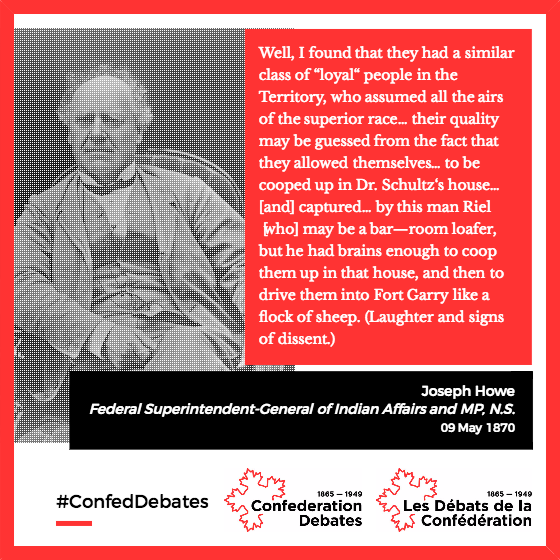 Well, I found that they had a similar
class of “loyal“ people in the
Territory, who assumed all the airs
of the superior race... their quality
may be guessed from the fact that
they allowed themselves... to be
cooped up in Dr. Schultz‘s house...
[and] captured... by this man Riel
[who] may be a bar—room loafer,
but he had brains enough to coop
them up in that house, and then to
drive them into Fort Garry like a
flock of sheep. (Laughter and signs
of dissent.)
Joseph Howe
Federal Superintendent-General of Indian Affairs and MP, N.S.
09 May 1870
#ConfedDebates
1865 — 1949
Confederation
Debates
1865 — 1949
Les Débats de la
Confédération